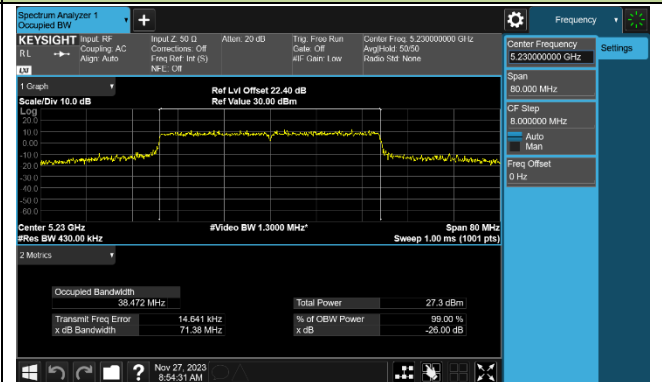 Spectrum Analyzer 1
Occupied BW
Frequency
KEYSIGHT
RL
LXI
Input: RF
Coupling: AC
Align: Auto
Input Z: 50 Ω
Corrections: Off
Freq Ref: Int (S)
NFE: Off
Atten: 20 dB
Trig: Free Run
Gate: Off
#IF Gain: Low
Center Freq: 5.230000000 GHz
Avg|Hold: 50/50
Radio Std: None
Center Frequency
5.230000000 GHz
Settings
Span
80.000 MHz
CF Step
8.000000 MHz
Auto
Man
Freq Offset
0 Hz
1 Graph
Scale/Div 10.0 dB
Ref Lvl Offset 22.40 dB
Ref Value 30.00 dBm
Log
20.0
10.0
0.00
-10.0
-20.0
-30.0
-40.0
-50.0
-60.0
Center 5.23 GHz
#Video BW 1.3000 MHz*
Span 80 MHz
#Res BW 430.00 kHz
Sweep 1.00 ms (1001 pts)
2 Metrics
Occupied Bandwidth
38.472 MHz
Total Power 27.3 dBm
Transmit Freq Error 14.641 kHz
% of OBW Power 99.00 %
x dB Bandwidth 71.38 MHz
x dB -26.00 dB
Nov 27, 2023
8:54:31 AM